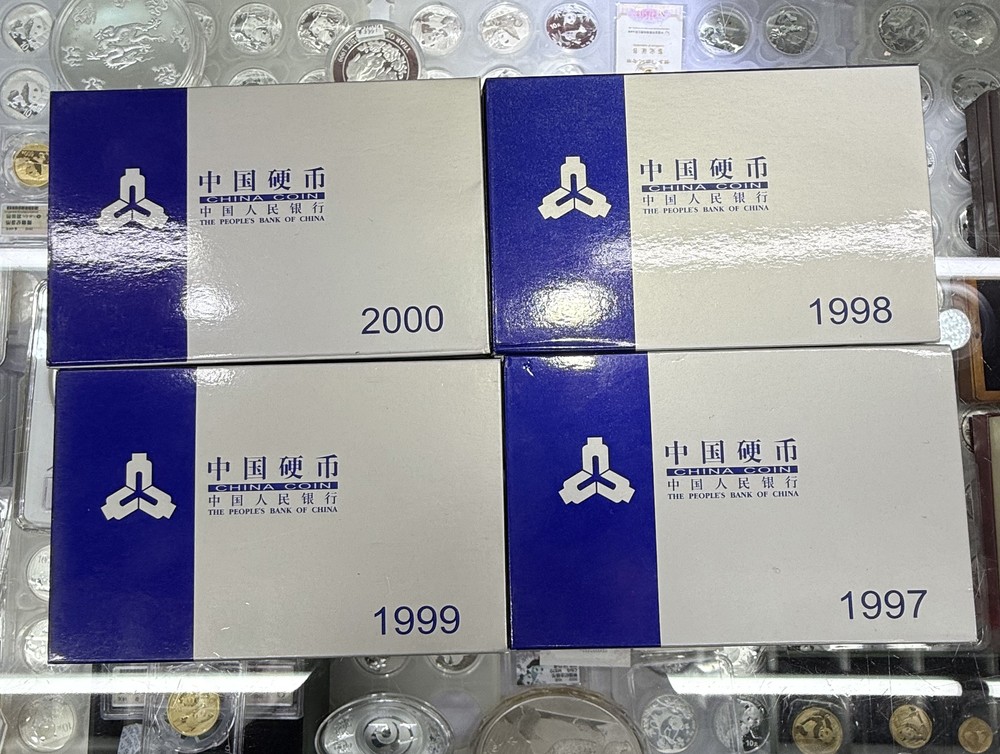 中国硬币
CHINA COIN
中国人民银行
THE PEOPLE'S BANK OF CHINA
2000
中国硬币
CHINA COIN
中国人民银行
THE PEOPLE'S BANK OF CHINA
1998
中国硬币
CHINA COIN
中国人民银行
THE PEOPLE'S BANK OF CHINA
1999
中国硬币
CHINA COIN
中国人民银行
THE PEOPLE'S BANK OF CHINA
1997